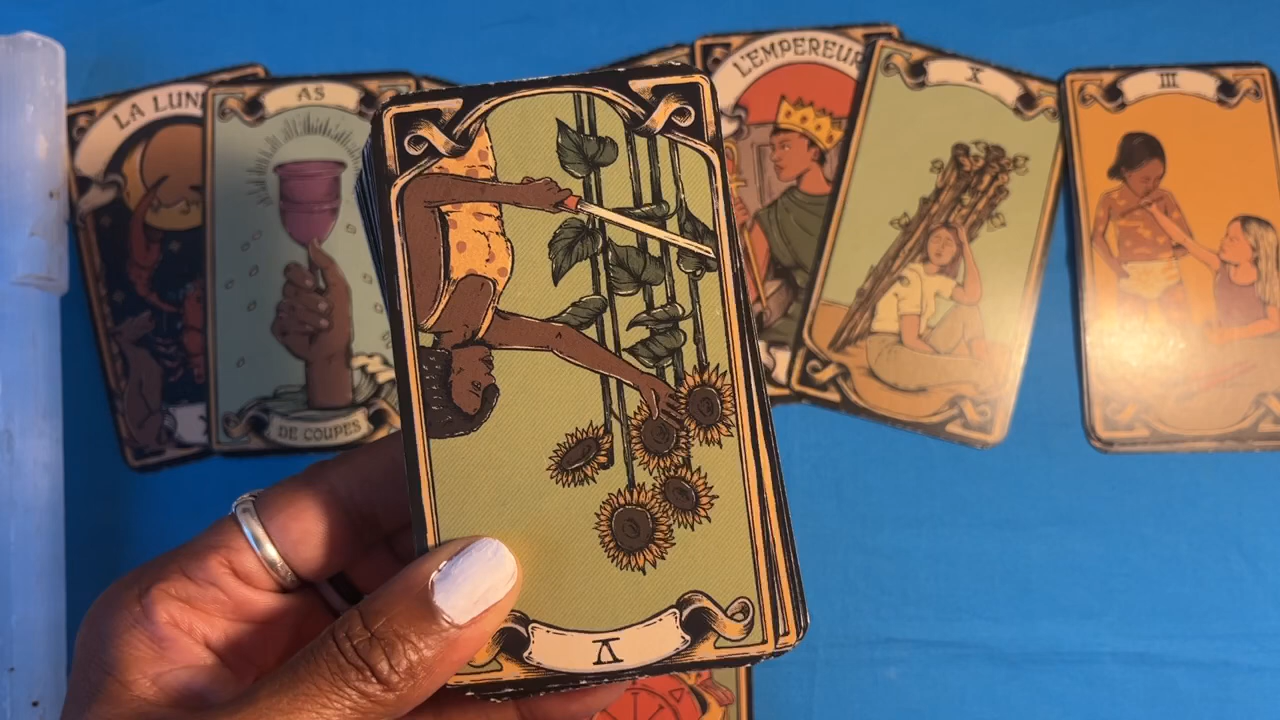 LA LUN
AS
DE COUPES
L'EMPEREUR
X
III
V